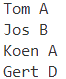 Tom A
Jos B
Koen A
Gert D